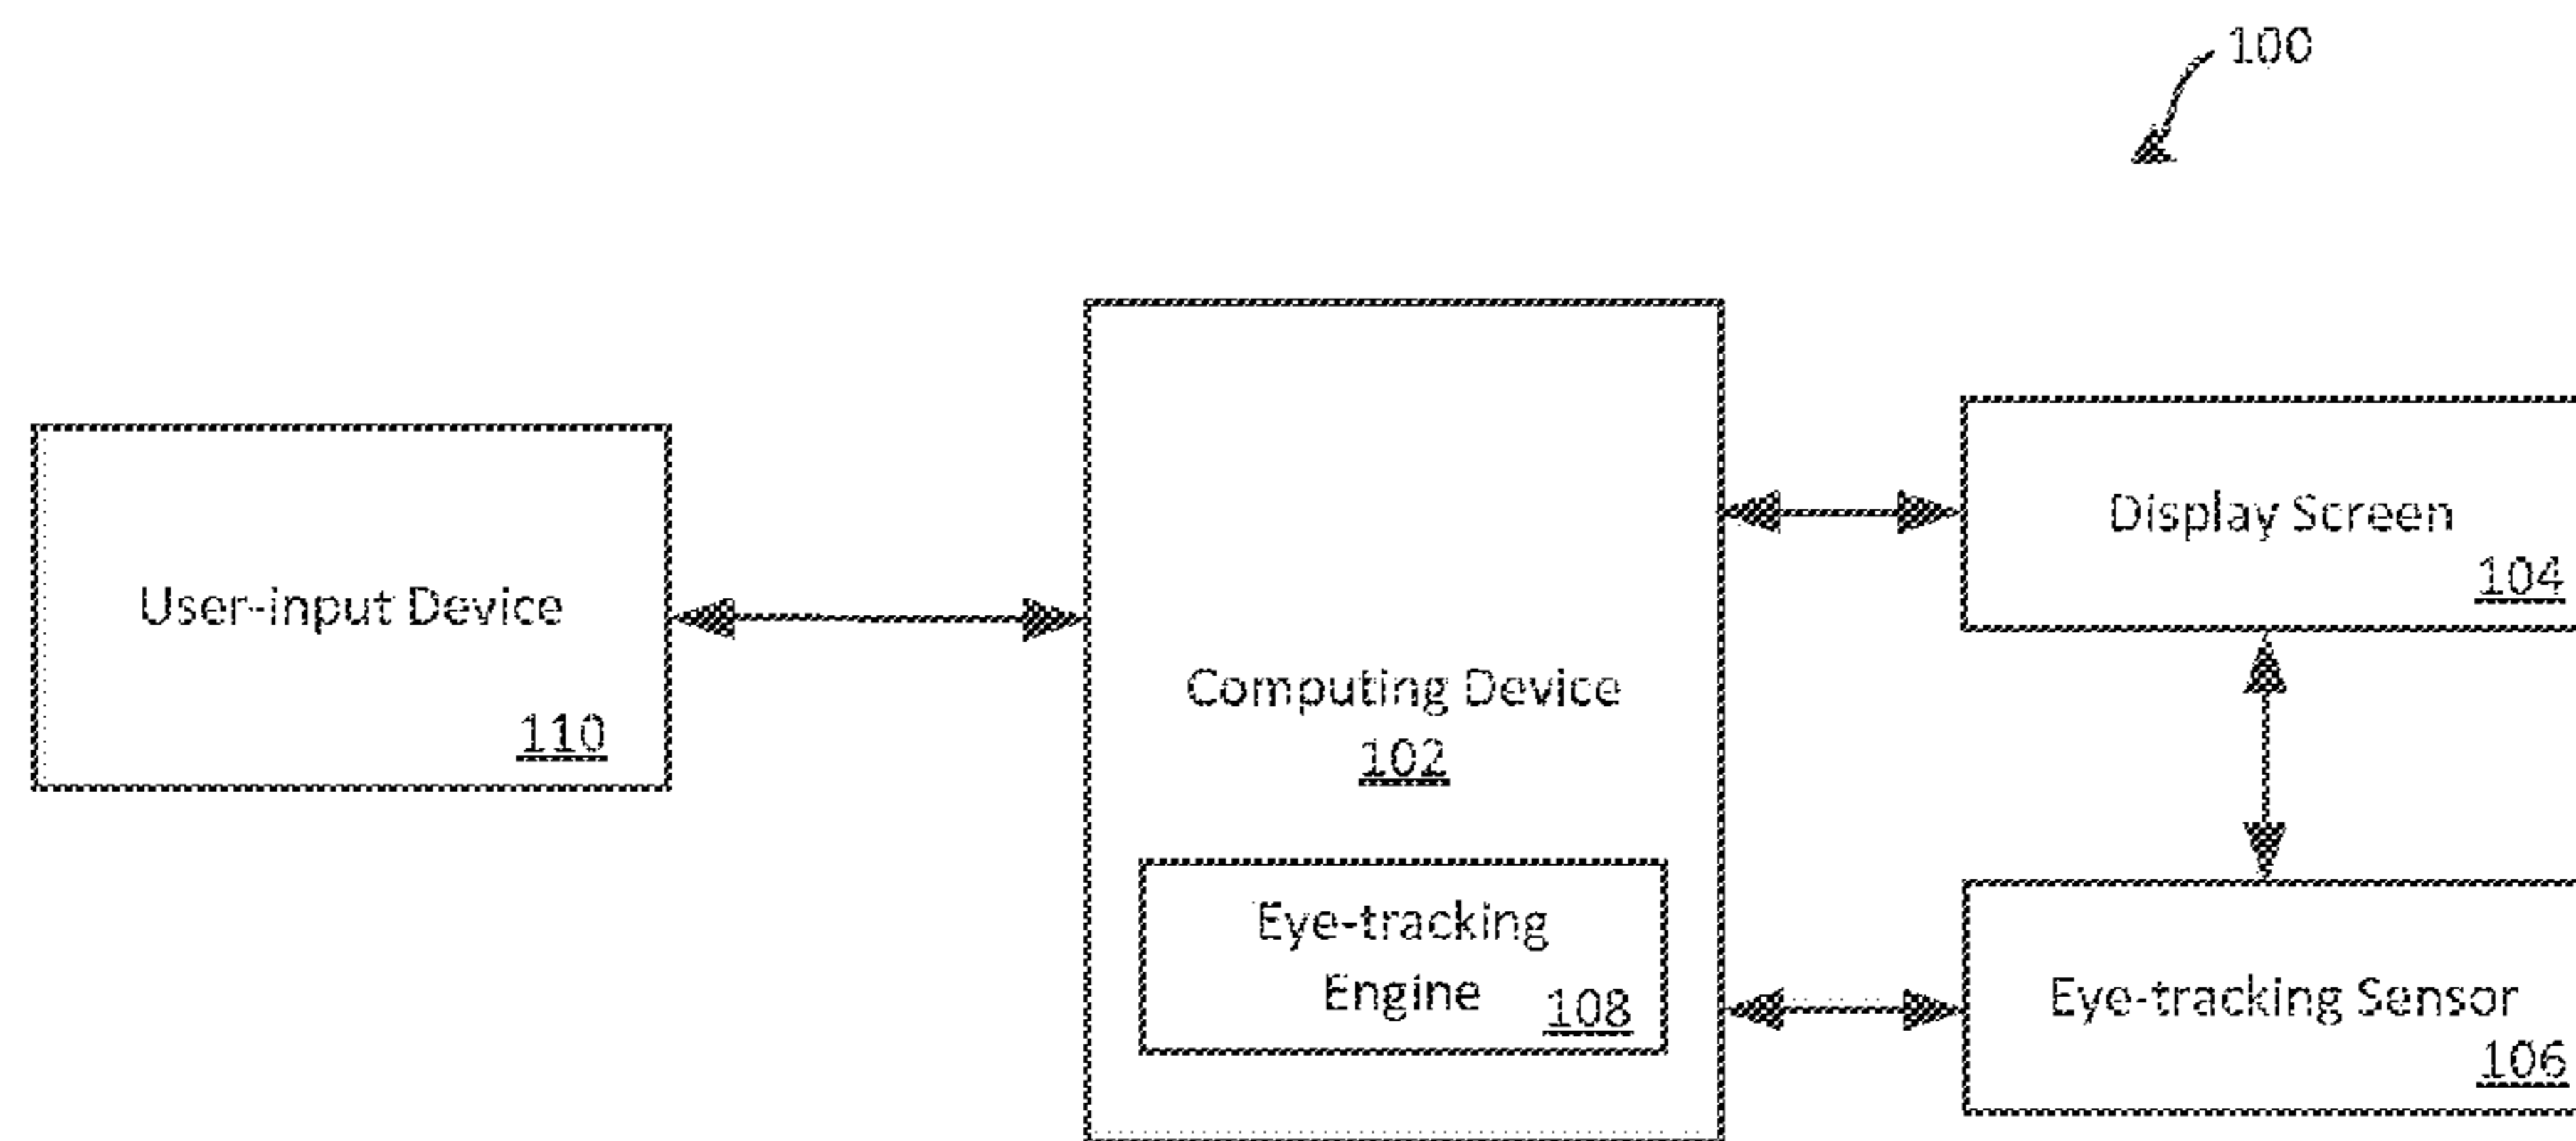 100
User-input Device
110
Computing Device
102
Eye-tracking
Engine
108
Display Screen
104
Eye-tracking Sensor
106